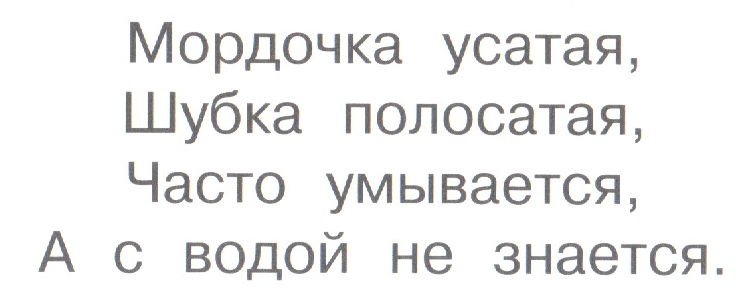 Мордочка усатая,
Шубка полосатая,
Часто умывается,
А с водой не знается.